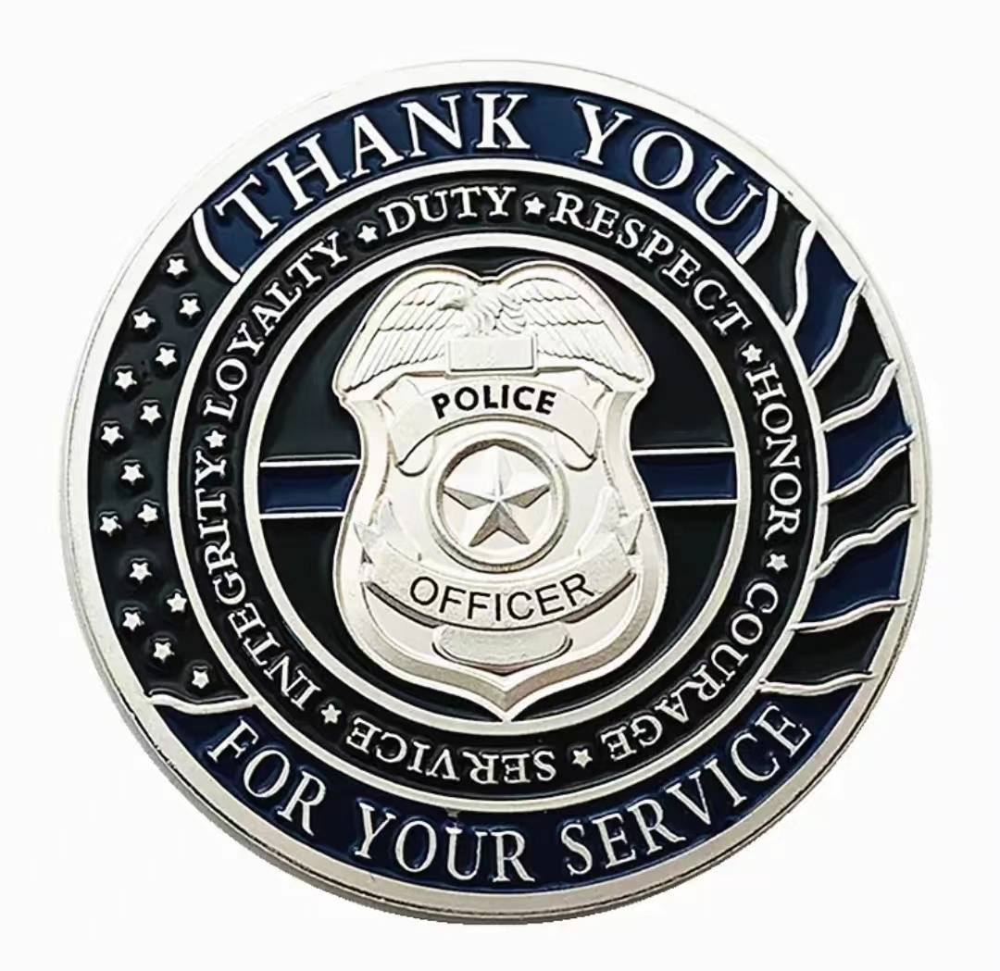 THANK YOU
INTEGRITY ★ LOYALTY ★ DUTY ★ RESPECT ★ HONOR ★ COURAGE ★ SERVICE ★
POLICE
OFFICER
FOR YOUR SERVICE